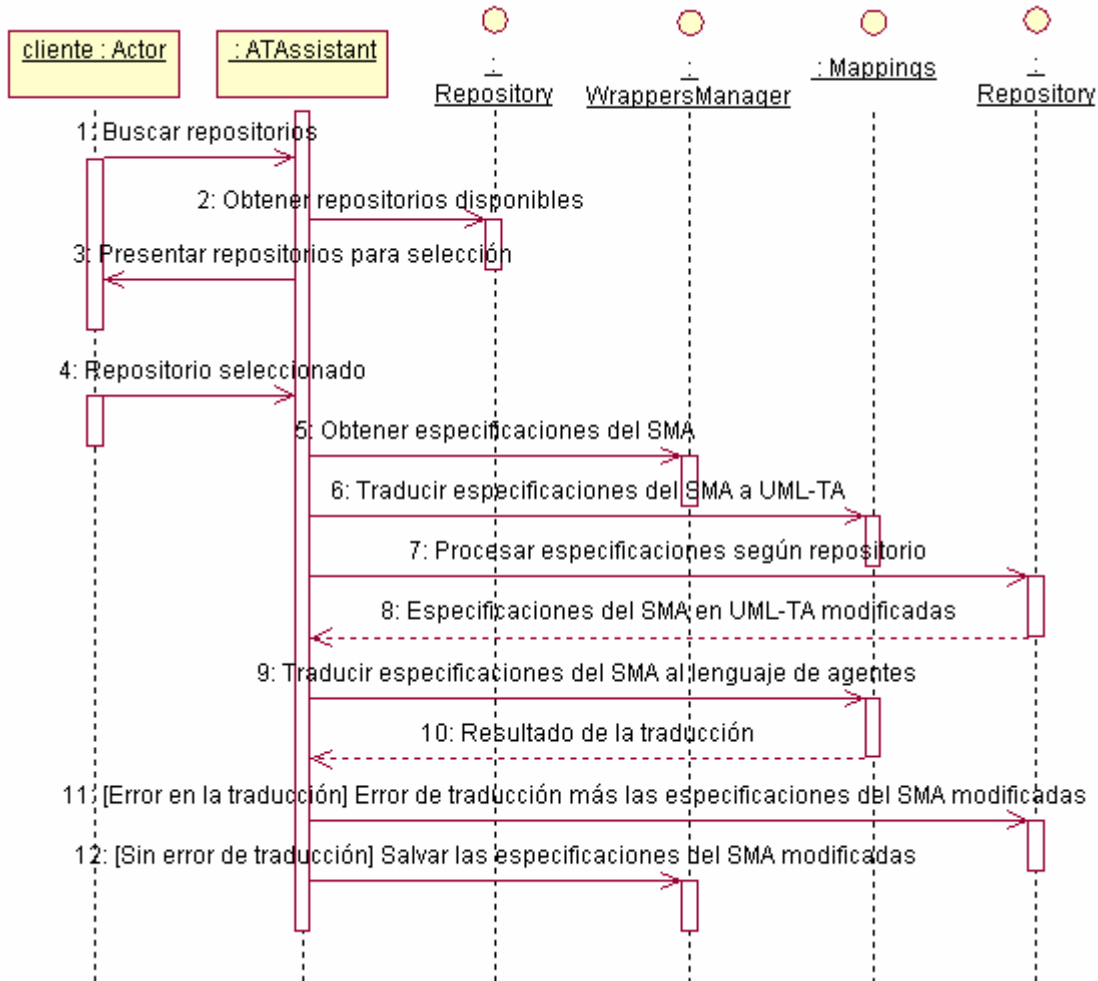 cliente : Actor
: ATAssistant
:
Repository
:
WrappersManager
: Mappings
:
Repository
1: Buscar repositorios
2: Obtener repositorios disponibles
3: Presentar repositorios para selección
4: Repositorio seleccionado
5: Obtener especificaciones del SMA
6: Traducir especificaciones del SMA a UML-TA
7: Procesar especificaciones según repositorio
8: Especificaciones del SMA en UML-TA modificadas
9: Traducir especificaciones del SMA al lenguaje de agentes
10: Resultado de la traducción
11: [Error en la traducción] Error de traducción más las especificaciones del SMA modificadas
12: [Sin error de traducción] Salvar las especificaciones del SMA modificadas